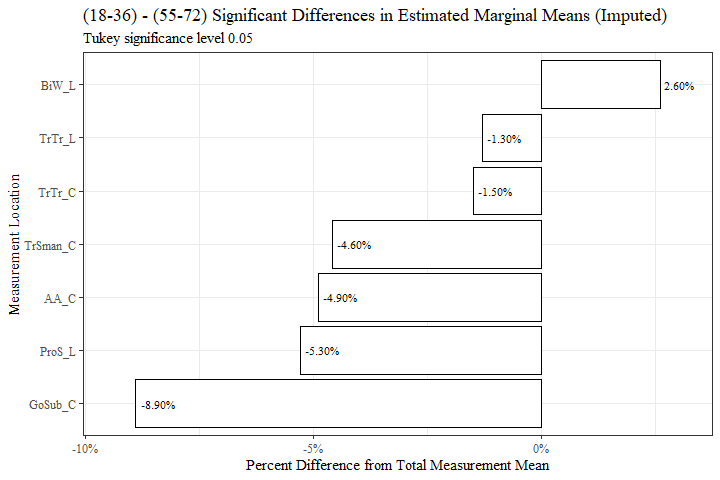 (18-36) - (55-72) Significant Differences in Estimated Marginal Means (Imputed)
Tukey significance level 0.05
Measurement Location
BiW_L
2.60%
TrTr_L
-1.30%
TrTr_C
-1.50%
TrSman_C
-4.60%
AA_C
-4.90%
ProS_L
-5.30%
GoSub_C
-8.90%
-10%
-5%
0%
Percent Difference from Total Measurement Mean